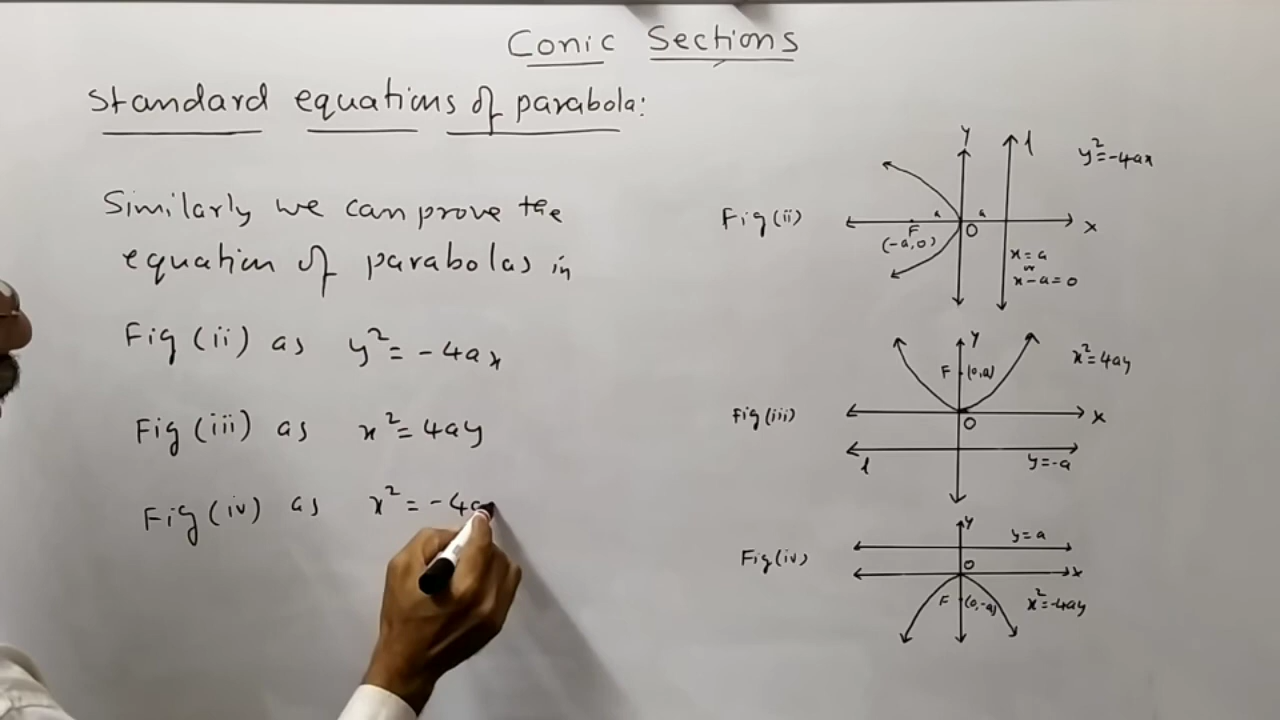 Conic Sections
Standard equations of parabola:
Similarly we can prove the
equation of parabolas in
Fig (ii) as y² = -4ax
Fig (iii) as x² = 4ay
Fig (iv) as x² = -4a
Fig (ii)
y
l
y²=-4ax
a
a
F
(-a,0)
O
x
x=a
or
x-a=0
Fig (iii)
y
x²=4ay
F
(0,a)
O
x
l
y=-a
Fig (iv)
y
y=a
O
x
F
(0,-a)
x²=-4ay